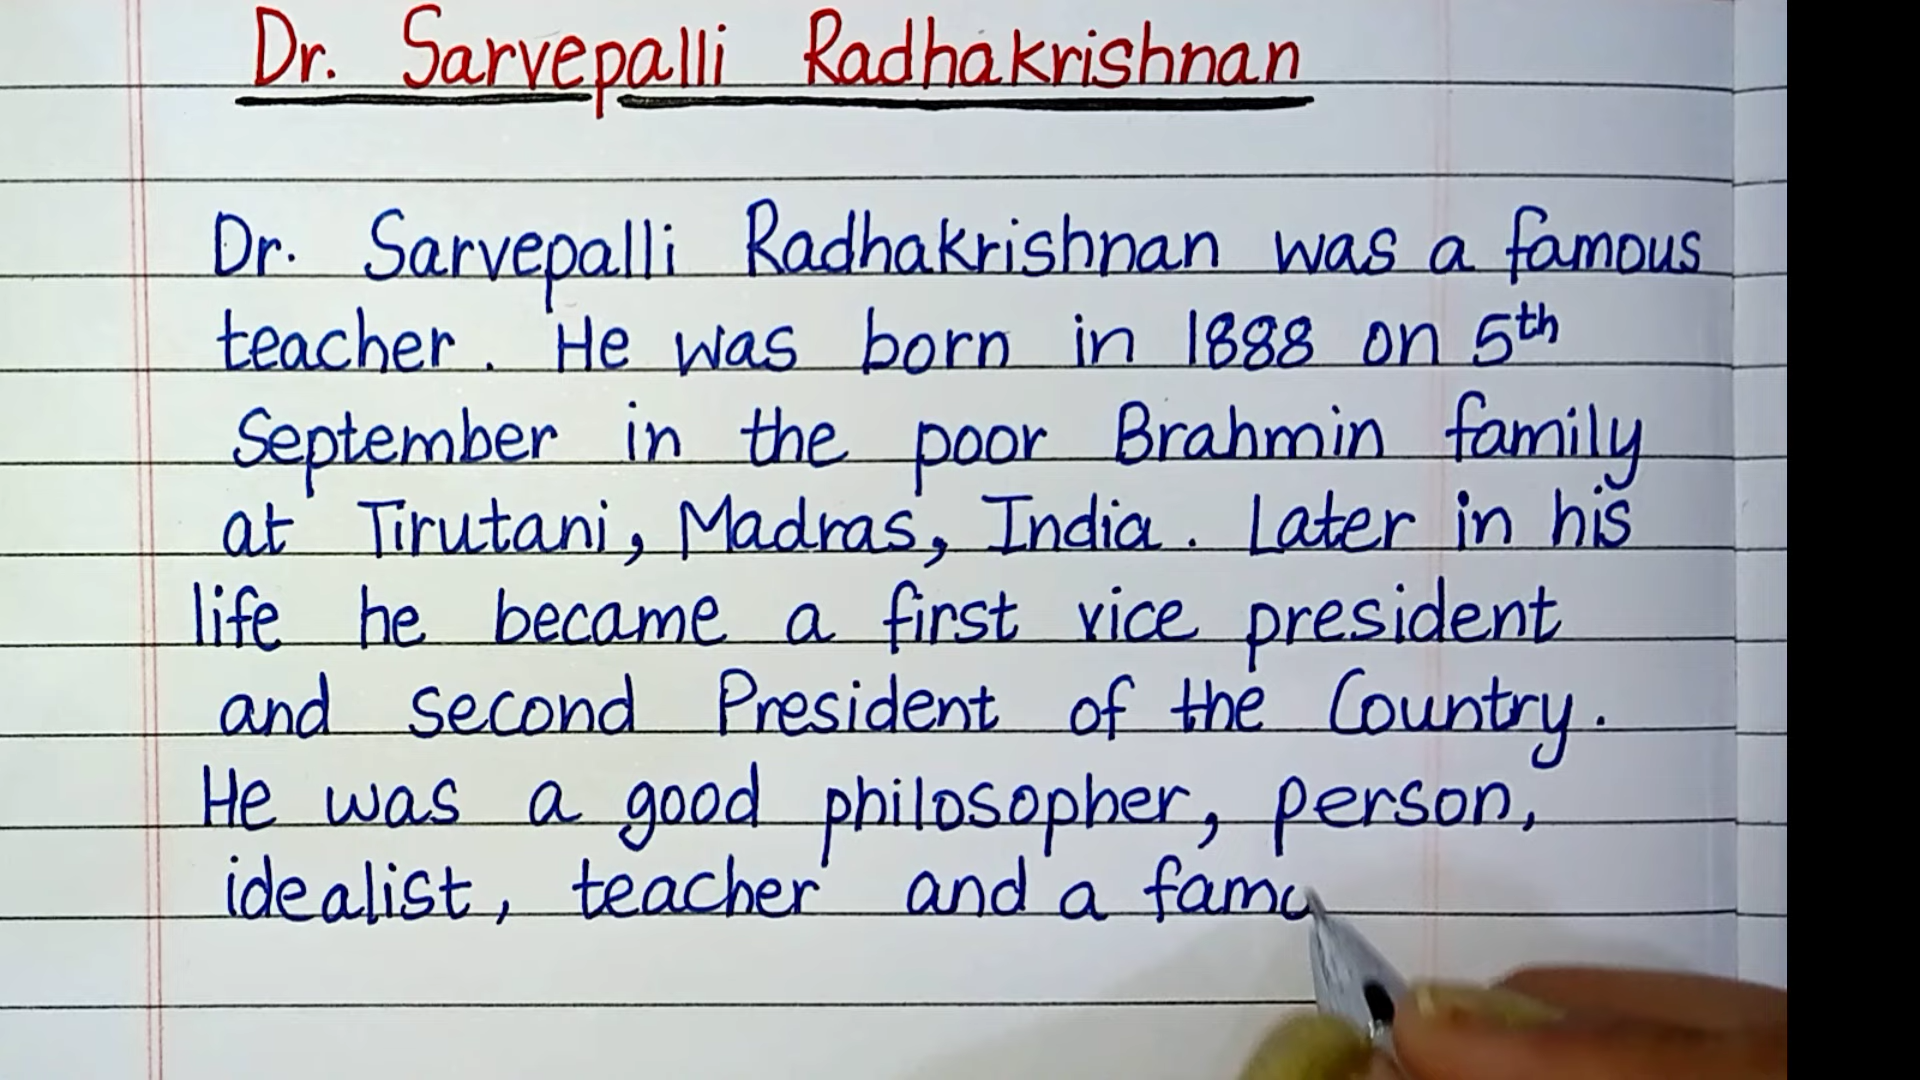 Dr. Sarvepalli Radhakrishnan
Dr. Sarvepalli Radhakrishnan was a famous
teacher. He was born in 1888 on 5th
September in the poor Brahmin family
at Tirutani, Madras, India. Later in his
life he became a first vice president
and second President of the Country.
He was a good philosopher, person,
idealist, teacher and a famo